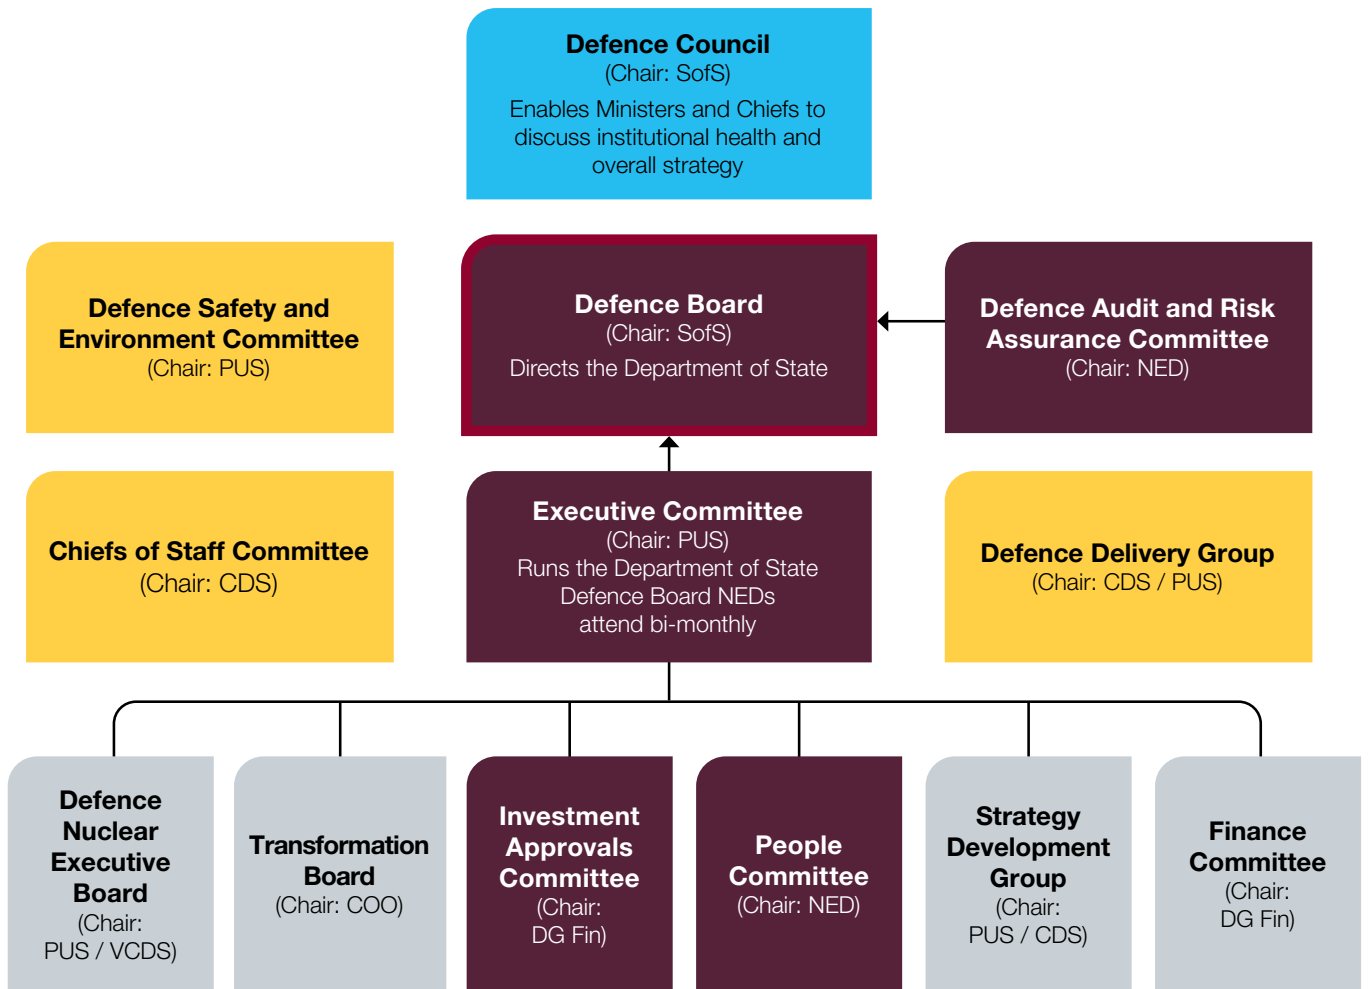 Defence Council
(Chair: SofS)
Enables Ministers and Chiefs to
discuss institutional health and
overall strategy
Defence Safety and
Environment Committee
(Chair: PUS)
Defence Board
(Chair: SofS)
Directs the Department of State
Defence Audit and Risk
Assurance Committee
(Chair: NED)
Chiefs of Staff Committee
(Chair: CDS)
Executive Committee
(Chair: PUS)
Runs the Department of State
Defence Board NEDs
attend bi-monthly
Defence Delivery Group
(Chair: CDS / PUS)
Defence
Nuclear
Executive
Board
(Chair:
PUS / VCDS)
Transformation
Board
(Chair: COO)
Investment
Approvals
Committee
(Chair:
DG Fin)
People
Committee
(Chair: NED)
Strategy
Development
Group
(Chair:
PUS / CDS)
Finance
Committee
(Chair:
DG Fin)